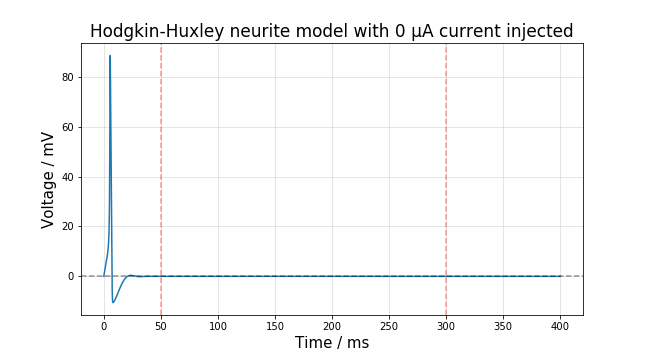 Hodgkin-Huxley neurite model with 0 μA current injected
80
60
40
20
0
Voltage / mV
0 50 100 150 200 250 300 350 400
Time / ms